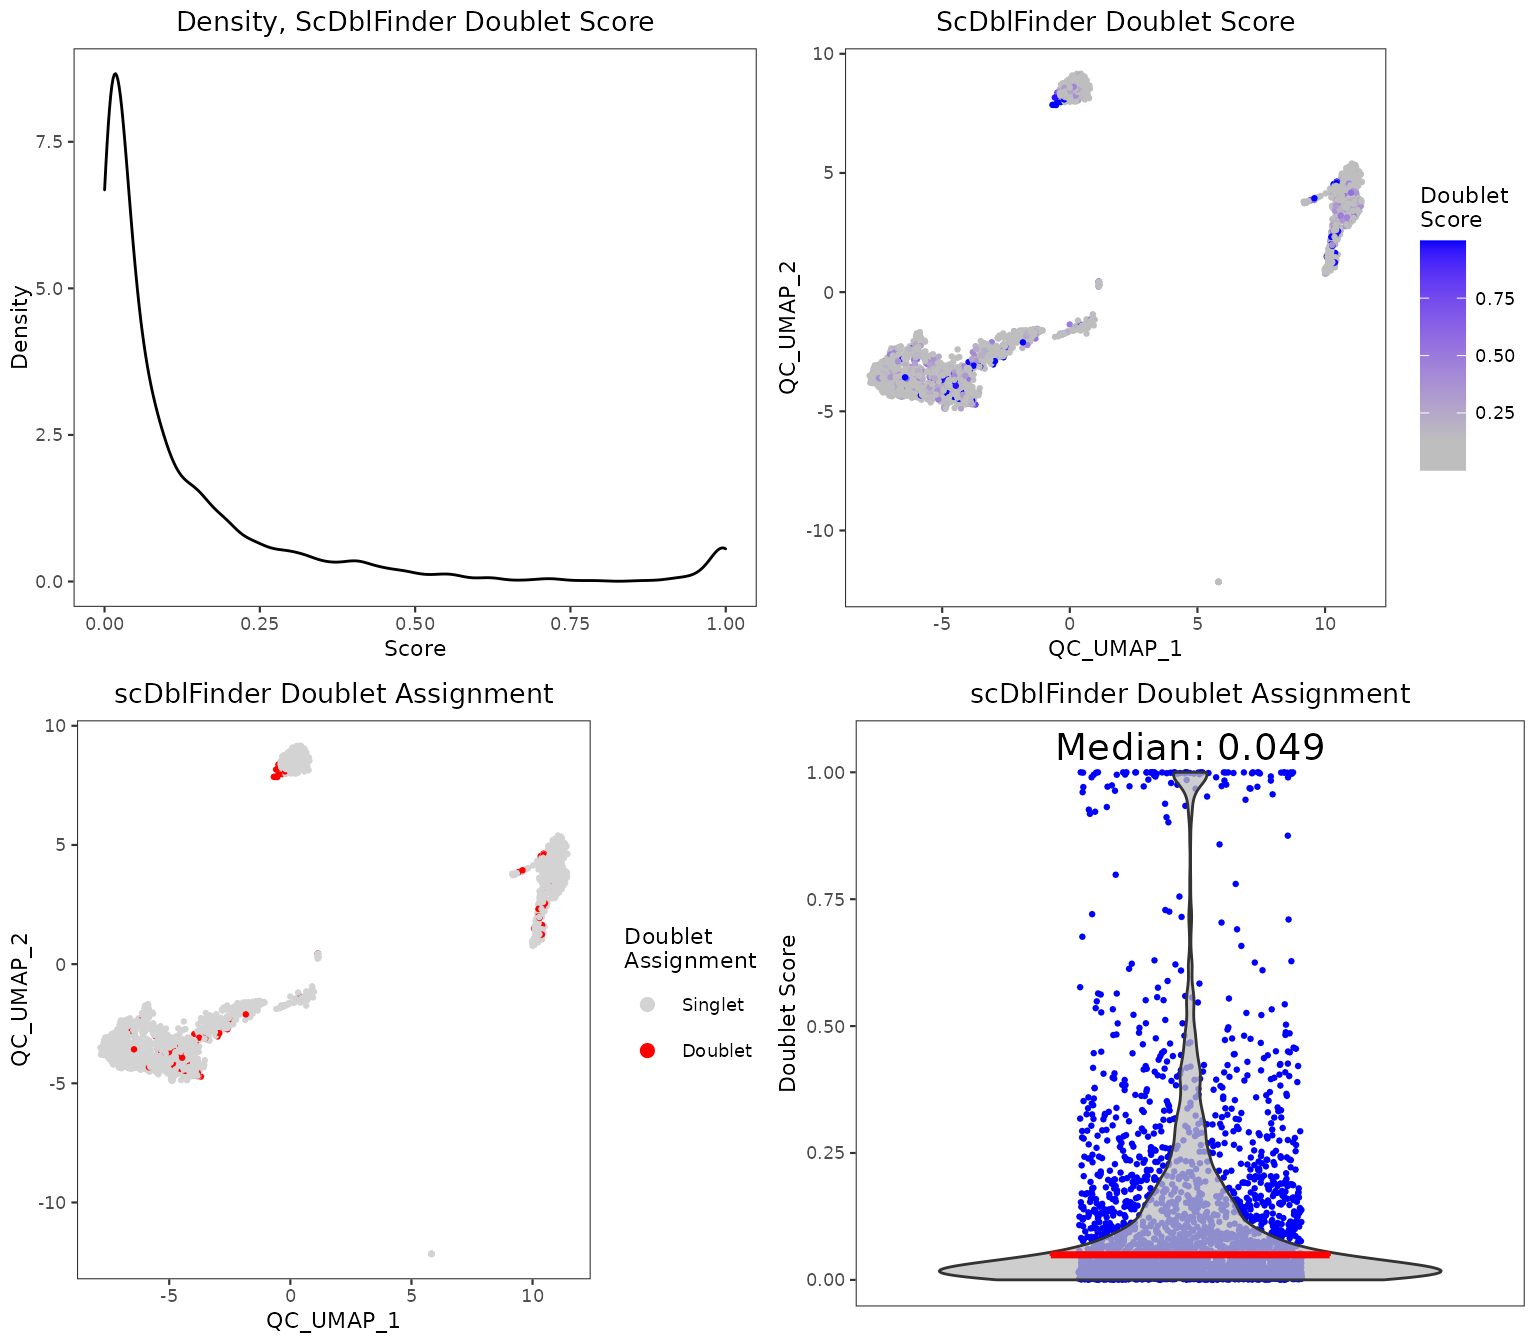 Density, ScDblFinder Doublet Score
7.5
5.0
2.5
0.0
Density
0.00 0.25 0.50 0.75 1.00
Score
ScDblFinder Doublet Score
10
5
0
-5
-10
QC_UMAP_2
-5 0 5 10
QC_UMAP_1
Doublet
Score
0.75
0.50
0.25
scDblFinder Doublet Assignment
10
5
0
-5
-10
QC_UMAP_2
-5 0 5 10
QC_UMAP_1
Doublet
Assignment
Singlet
Doublet
scDblFinder Doublet Assignment
Median: 0.049
1.00
0.75
0.50
0.25
0.00
Doublet Score